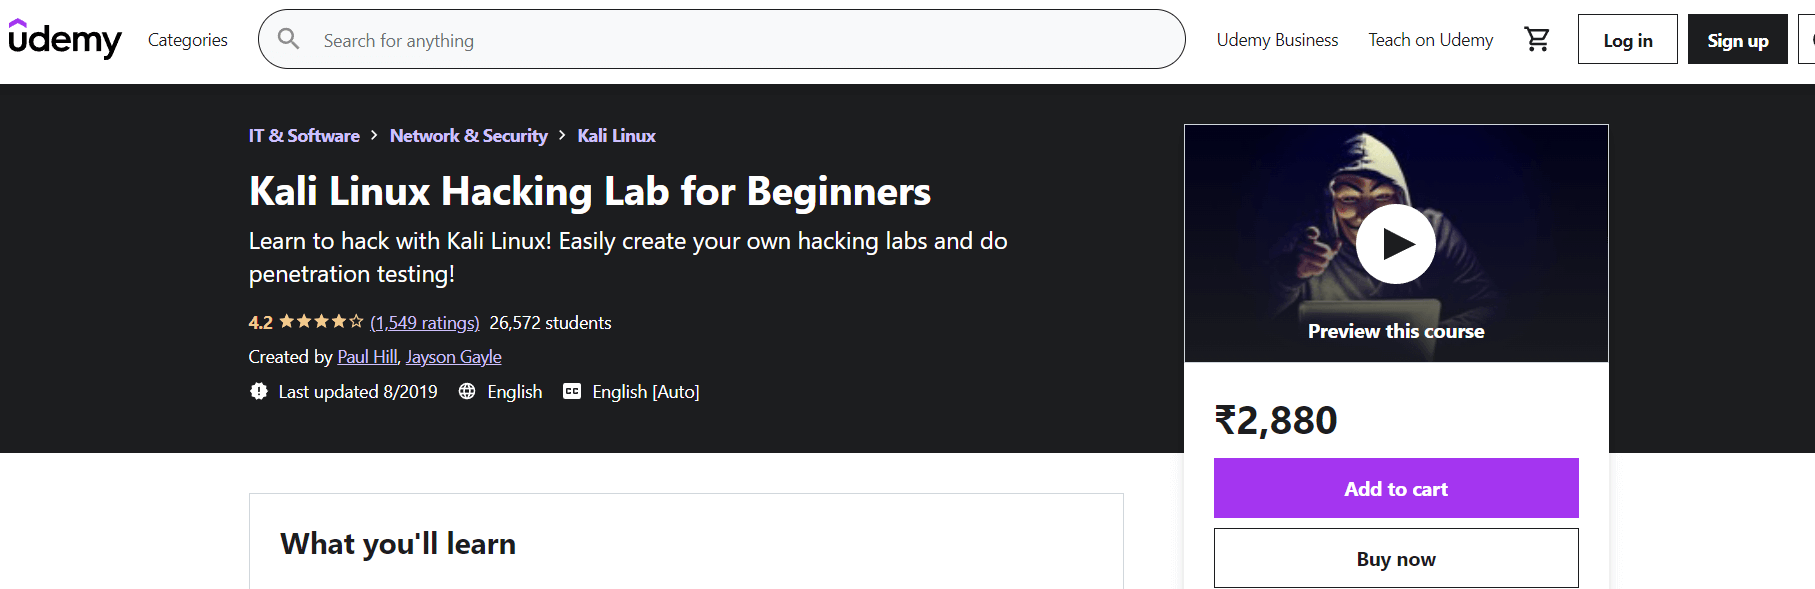 udemy
Categories
Search for anything
Udemy Business
Teach on Udemy
Log in
Sign up
IT & Software > Network & Security > Kali Linux
Kali Linux Hacking Lab for Beginners
Learn to hack with Kali Linux! Easily create your own hacking labs and do
penetration testing!
4.2 (1,549 ratings) 26,572 students
Created by Paul Hill, Jayson Gayle
Last updated 8/2019 English CC English [Auto]
Preview this course
₹2,880
Add to cart
Buy now
What you'll learn